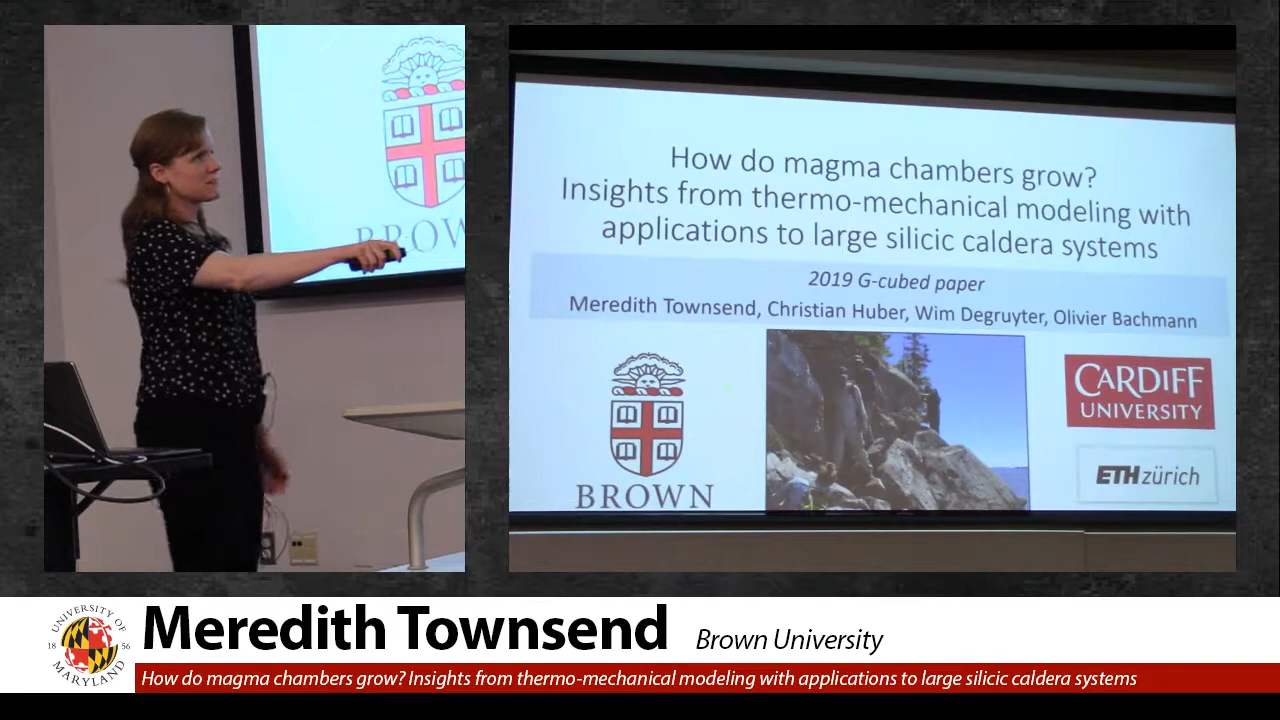 BROW
How do magma chambers grow?
Insights from thermo-mechanical modeling with
applications to large silicic caldera systems
2019 G-cubed paper
Meredith Townsend, Christian Huber, Wim Degruyter, Olivier Bachmann
BROWN
CARDIFF
UNIVERSITY
ETH zürich
UNIVERSITY OF
18 56
MARYLAND
Meredith Townsend Brown University
How do magma chambers grow? Insights from thermo-mechanical modeling with applications to large silicic caldera systems